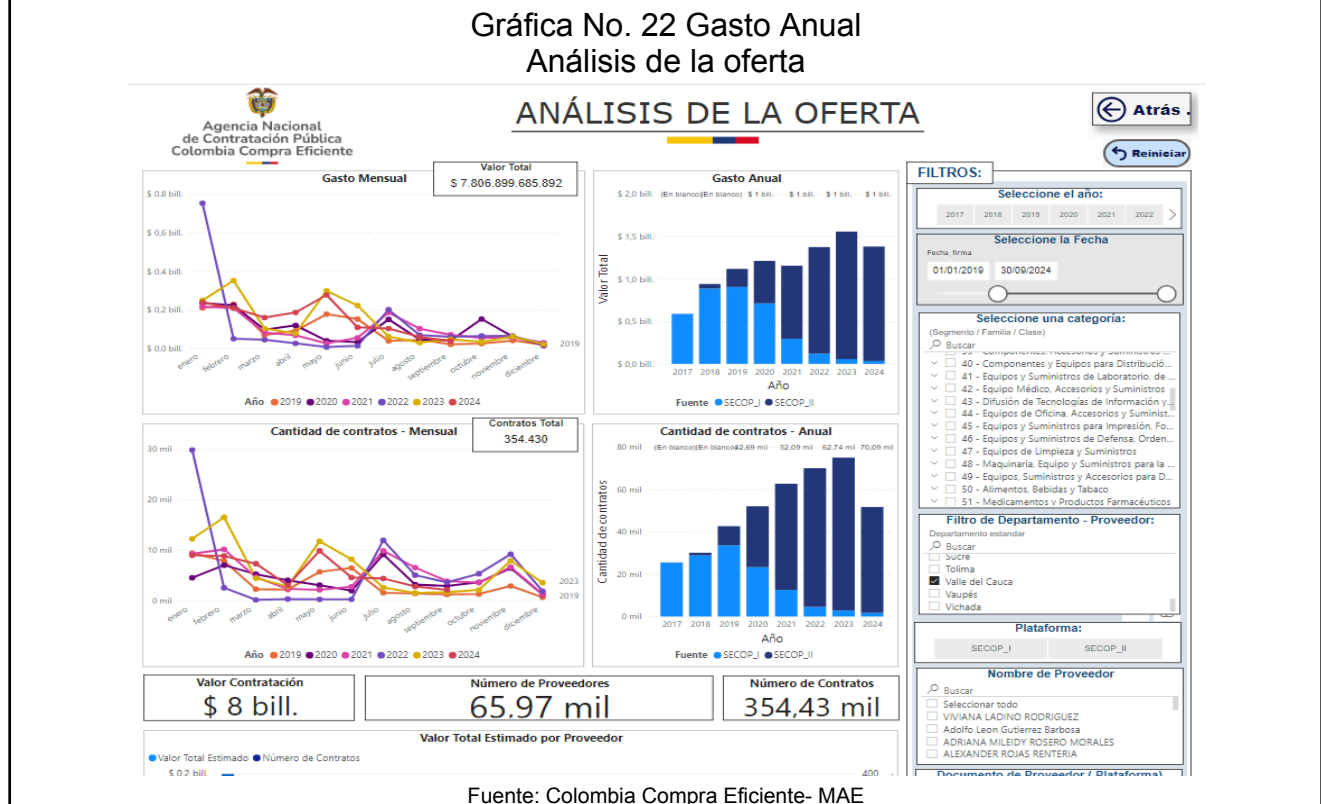 Gráfica No. 22 Gasto Anual
Análisis de la oferta
Agencia Nacional
de Contratación Pública
Colombia Compra Eficiente
ANÁLISIS DE LA OFERTA
Atrás .
Reiniciar
Gasto Mensual
Valor Total
$ 7.806.899.685.892
$ 0,8 bill.
$ 0,6 bill.
$ 0,4 bill.
$ 0,2 bill.
$ 0,0 bill.
2019
enero febrero marzo abril mayo junio julio agosto septiembre octubre noviembre diciembre
Año 2019 2020 2021 2022 2023 2024
Gasto Anual
$ 2,0 bill. (En blanco)(En blanco) $ 1 bill. $ 1 bill. $ 1 bill. $ 1 bill.
$ 1,5 bill.
$ 1,0 bill.
$ 0,5 bill.
$ 0,0 bill.
Valor Total
2017 2018 2019 2020 2021 2022 2023 2024
Año
Fuente SECOP_I SECOP_II
Cantidad de contratos - Mensual
Contratos Total
354.430
30 mil
20 mil
10 mil
0 mil
2023
2019
enero febrero marzo abril mayo junio julio agosto septiembre octubre noviembre diciembre
Año 2019 2020 2021 2022 2023 2024
Cantidad de contratos - Anual
80 mil (En blanco)(En blanco) 52,09 mil 62,74 mil 70,09 mil
60 mil
40 mil
20 mil
0 mil
Cantidad de contratos
2017 2018 2019 2020 2021 2022 2023 2024
Año
Fuente SECOP_I SECOP_II
Valor Contratación
$ 8 bill.
Número de Proveedores
65,97 mil
Número de Contratos
354,43 mil
Valor Total Estimado por Proveedor
Valor Total Estimado Número de Contratos
$ 0,2 bill.
400
FILTROS:
Seleccione el año:
2017 2018 2019 2020 2021 2022
Seleccione la Fecha
Fecha_firma
01/01/2019 30/09/2024
Seleccione una categoría:
(Segmento / Familia / Clase)
Buscar
39 - Componentes, Accesorios y Suministros ...
40 - Componentes y Equipos para Distribució...
41 - Equipos y Suministros de Laboratorio, de ...
42 - Equipo Médico, Accesorios y Suministros
43 - Difusión de Tecnologías de Información y...
44 - Equipos de Oficina, Accesorios y Suminist...
45 - Equipos y Suministros para Impresión, Fo...
46 - Equipos y Suministros de Defensa, Orden...
47 - Equipos de Limpieza y Suministros
48 - Maquinaria, Equipo y Suministros para la ...
49 - Equipos, Suministros y Accesorios para D...
50 - Alimentos, Bebidas y Tabaco
51 - Medicamentos y Productos Farmacéuticos
Filtro de Departamento - Proveedor:
Departamento estandar
Buscar
Sucre
Tolima
Valle del Cauca
Vaupés
Vichada
Plataforma:
SECOP_I SECOP_II
Nombre de Proveedor
Buscar
Seleccionar todo
VIVIANA LADINO RODRIGUEZ
Adolfo Leon Gutierrez Barbosa
ADRIANA MILEIDY ROSERO MORALES
ALEXANDER ROJAS RENTERIA
Documento de Proveedor ( Plataforma)
Fuente: Colombia Compra Eficiente- MAE